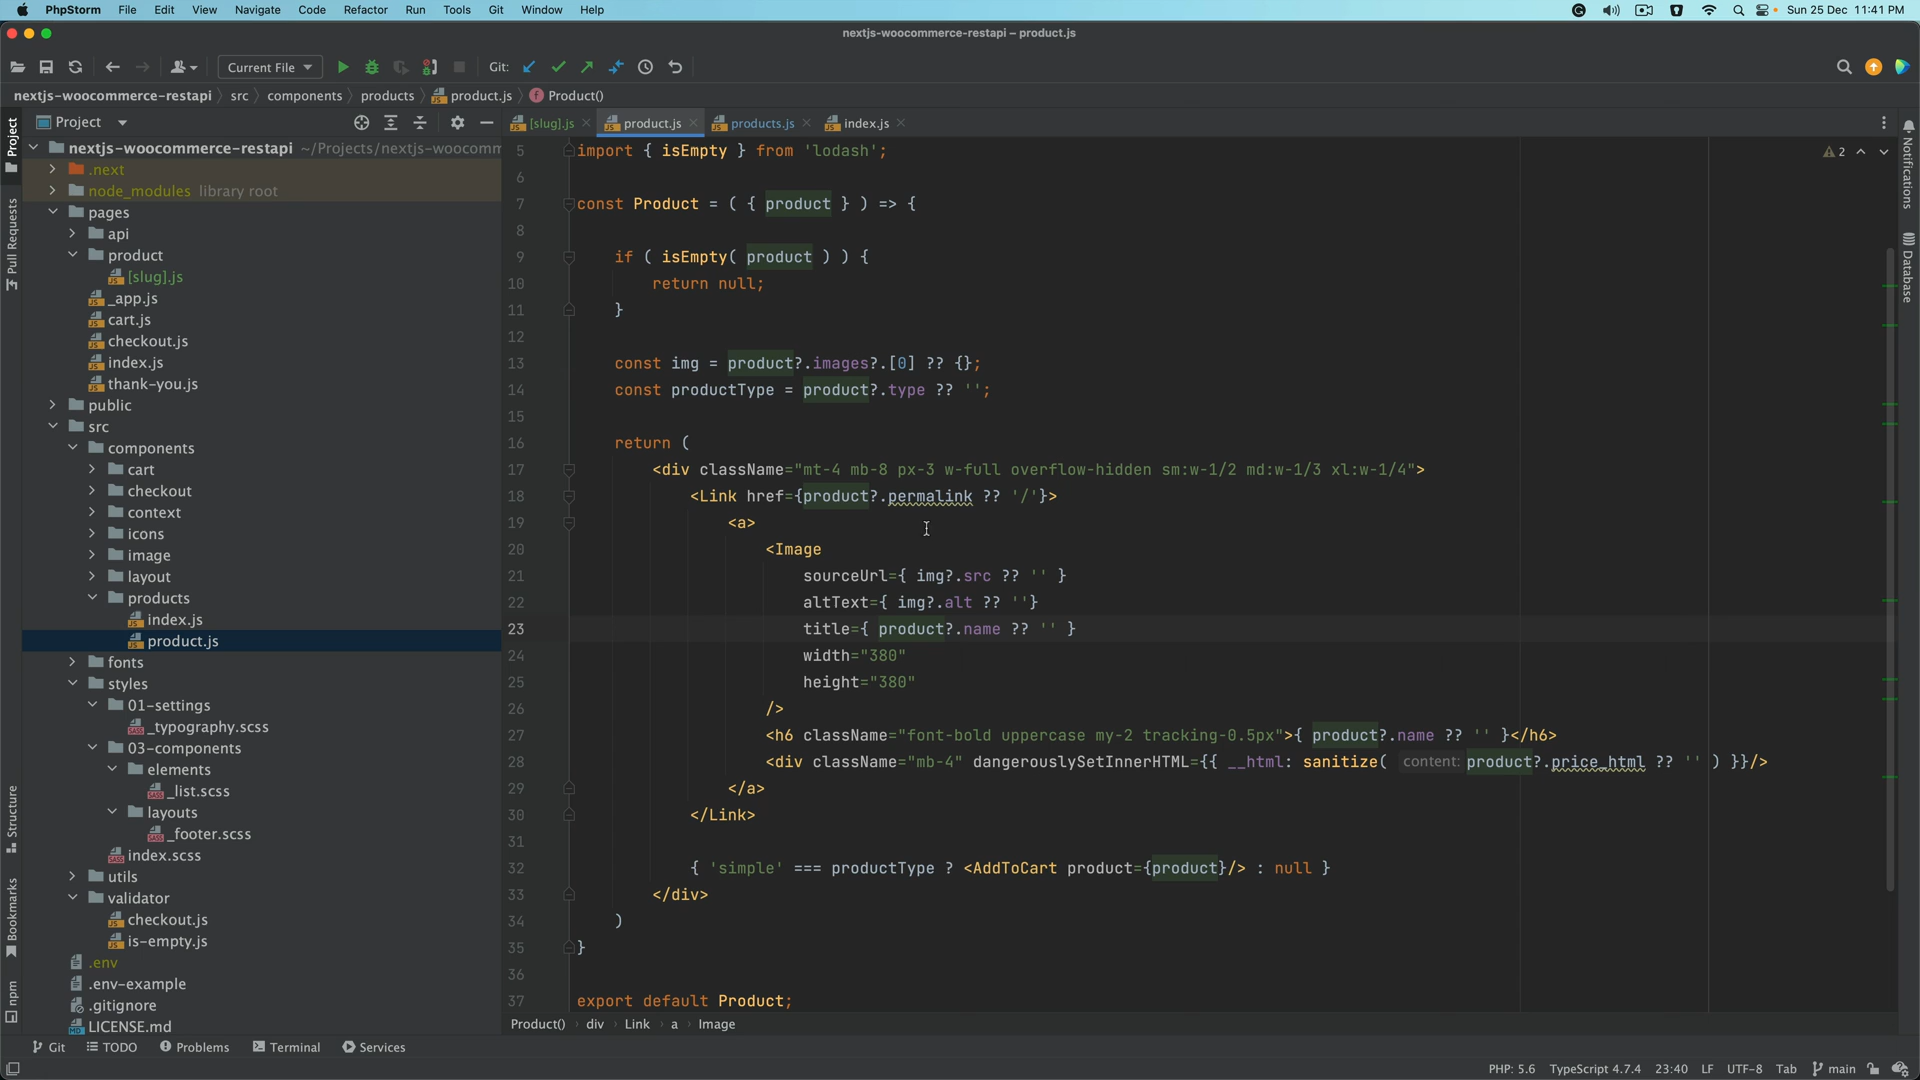 PhpStorm File Edit View Navigate Code Refactor Run Tools Git Window Help Sun 25 Dec 11:41 PM
nextjs-woocommerce-restapi – product.js
Current File Git:
nextjs-woocommerce-restapi src components products product.js Product()
Project
[slug].js product.js products.js index.js
Project
Pull Requests
Structure
Bookmarks
npm
nextjs-woocommerce-restapi ~/Projects/nextjs-woocomm
.next
node_modules library root
pages
api
product
[slug].js
_app.js
cart.js
checkout.js
index.js
thank-you.js
public
src
components
cart
checkout
context
icons
image
layout
products
index.js
product.js
fonts
styles
01-settings
_typography.scss
03-components
elements
_list.scss
layouts
_footer.scss
index.scss
utils
validator
checkout.js
is-empty.js
.env
.env-example
.gitignore
LICENSE.md
5 import { isEmpty } from 'lodash';
6
7 const Product = ( { product } ) => {
8
9 if ( isEmpty( product ) ) {
10 return null;
11 }
12
13 const img = product?.images?.[0] ?? {};
14 const productType = product?.type ?? '';
15
16 return (
17 <div className="mt-4 mb-8 px-3 w-full overflow-hidden sm:w-1/2 md:w-1/3 xl:w-1/4">
18 <Link href={product?.permalink ?? '/'}>
19 <a>
20 <Image
21 sourceUrl={ img?.src ?? '' }
22 altText={ img?.alt ?? ''}
23 title={ product?.name ?? '' }
24 width="380"
25 height="380"
26 />
27 <h6 className="font-bold uppercase my-2 tracking-0.5px">{ product?.name ?? '' }</h6>
28 <div className="mb-4" dangerouslySetInnerHTML={{ __html: sanitize( content: product?.price_html ?? '' ) }}/>
29 </a>
30 </Link>
31
32 { 'simple' === productType ? <AddToCart product={product}/> : null }
33 </div>
34 )
35 }
36
37 export default Product;
2
Notifications
Database
Product() div Link a Image
Git TODO Problems Terminal Services
PHP: 5.6 TypeScript 4.7.4 23:40 LF UTF-8 Tab main